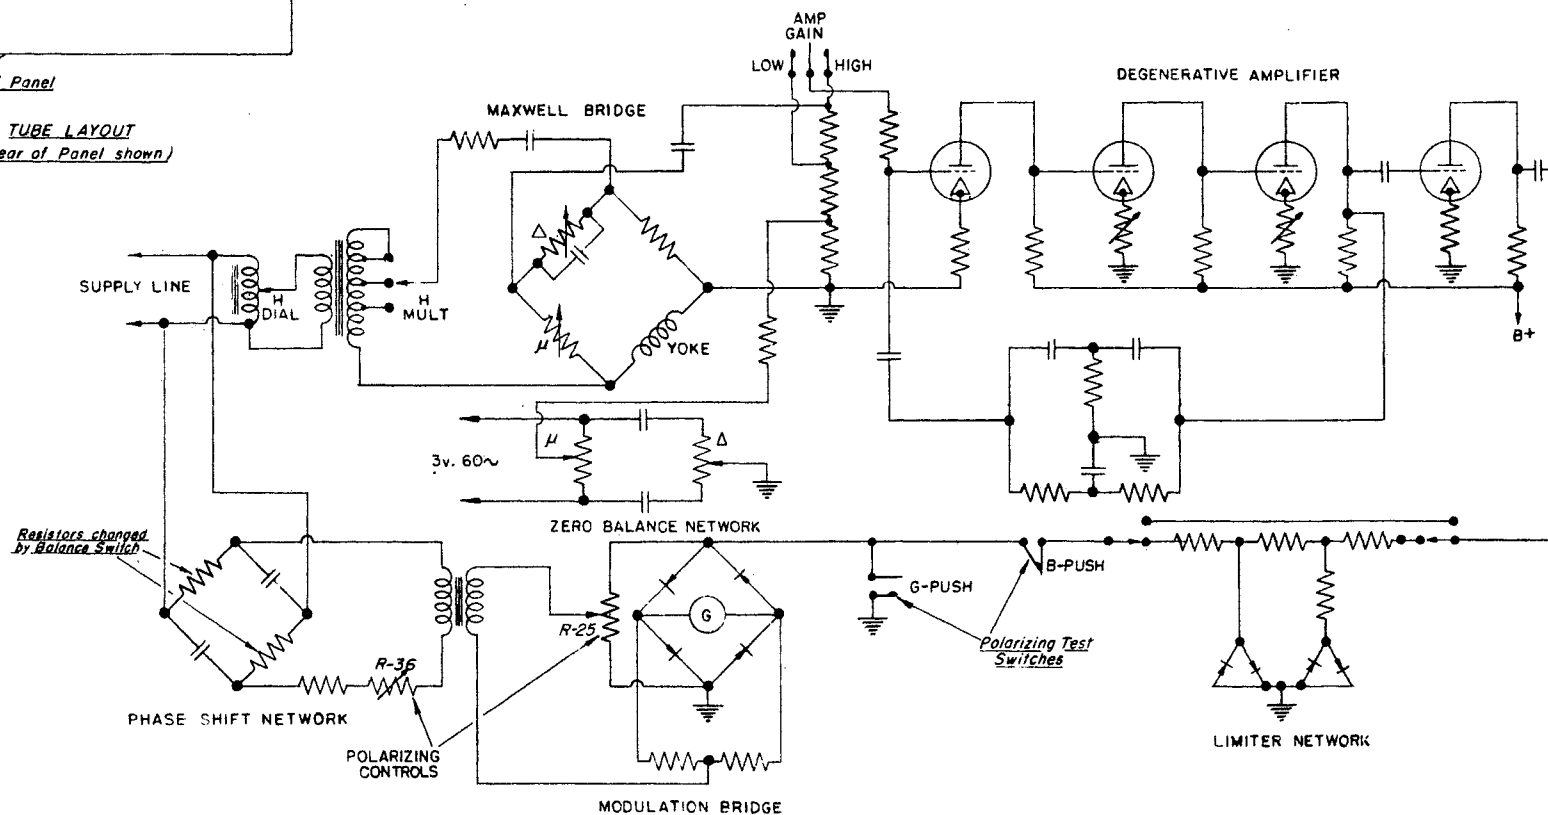 Panel
TUBE LAYOUT
ear of Panel shown)
AMP
GAIN
LOW
HIGH
DEGENERATIVE AMPLIFIER
MAXWELL BRIDGE
Δ
SUPPLY LINE
H
DIAL
H
MULT
μ
YOKE
B+
μ
Δ
3v. 60~
ZERO BALANCE NETWORK
Resistors changed
by Balance Switch
G-PUSH
B-PUSH
G
R-25
Polarizing Test
Switches
R-36
PHASE SHIFT NETWORK
POLARIZING
CONTROLS
LIMITER NETWORK
MODULATION BRIDGE